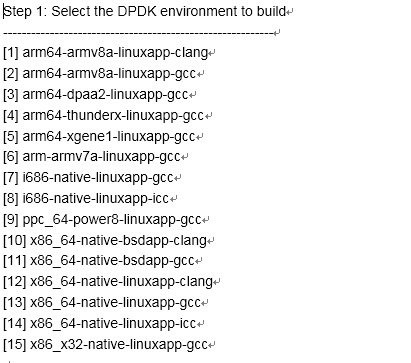 Step 1: Select the DPDK environment to build
----------------------------------------------------------
[1] arm64-armv8a-linuxapp-clang
[2] arm64-armv8a-linuxapp-gcc
[3] arm64-dpaa2-linuxapp-gcc
[4] arm64-thunderx-linuxapp-gcc
[5] arm64-xgene1-linuxapp-gcc
[6] arm-armv7a-linuxapp-gcc
[7] i686-native-linuxapp-gcc
[8] i686-native-linuxapp-icc
[9] ppc_64-power8-linuxapp-gcc
[10] x86_64-native-bsdapp-clang
[11] x86_64-native-bsdapp-gcc
[12] x86_64-native-linuxapp-clang
[13] x86_64-native-linuxapp-gcc
[14] x86_64-native-linuxapp-icc
[15] x86_x32-native-linuxapp-gcc